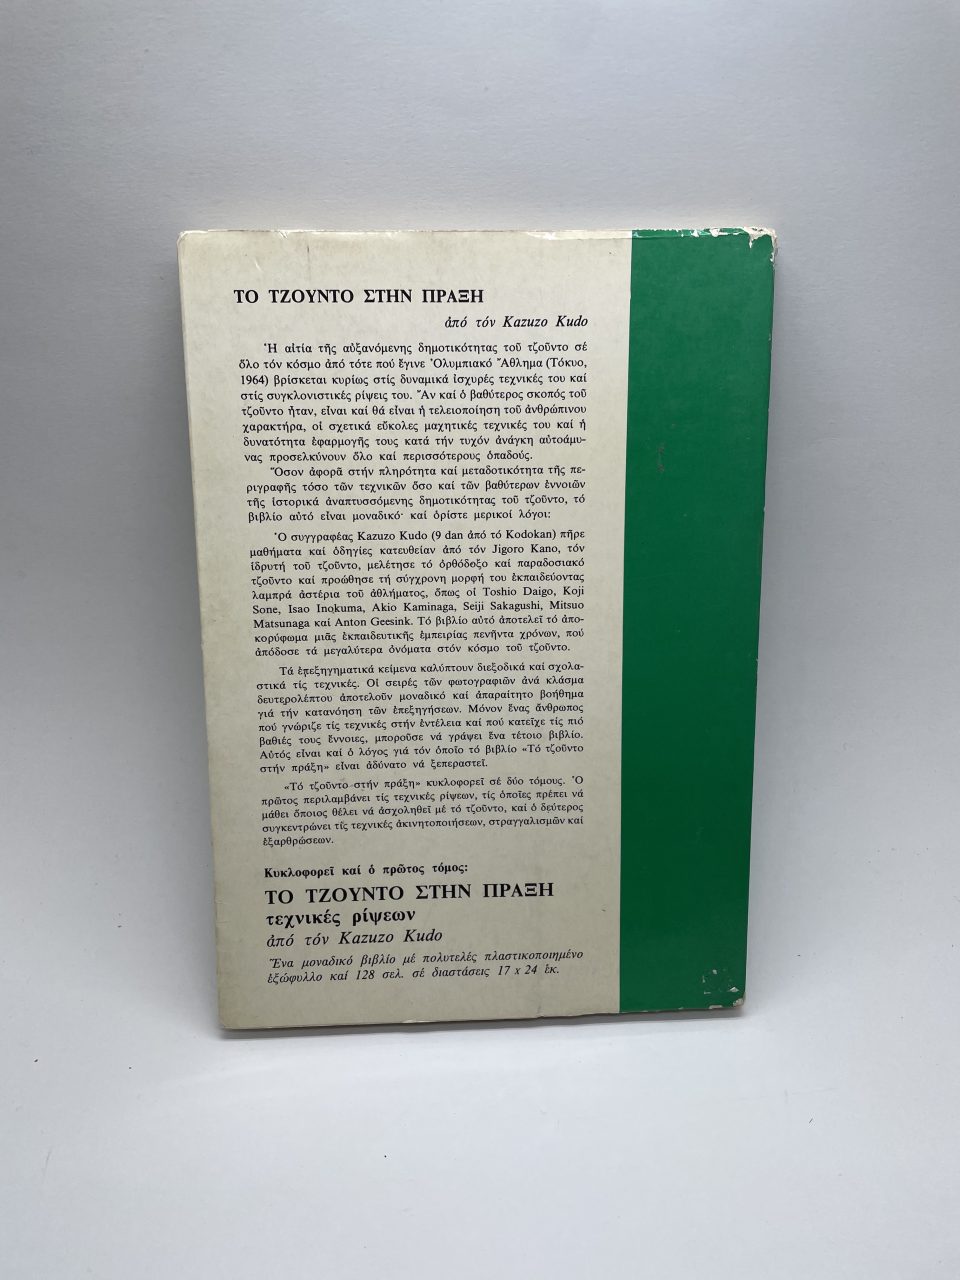 ΤΟ ΤΖΟΥΝΤΟ ΣΤΗΝ ΠΡΑΞΗ
ἀπό τόν Kazuzo Kudo
Ἡ αἰτία τῆς αὐξανόμενης δημοτικότητας τοῦ τζοῦντο σέ
ὅλο τόν κόσμο ἀπό τότε πού ἔγινε Ὀλυμπιακό Ἄθλημα (Τόκυο,
1964) βρίσκεται κυρίως στίς δυναμικά ἰσχυρές τεχνικές του καί
στίς συγκλονιστικές ρίψεις του. Ἄν καί ὁ βαθύτερος σκοπός τοῦ
τζοῦντο ἦταν, εἶναι καί θά εἶναι ἡ τελειοποίηση τοῦ ἀνθρώπινου
χαρακτήρα, οἱ σχετικά εὔκολες μαχητικές τεχνικές του καί ἡ
δυνατότητα ἐφαρμογῆς τους κατά τήν τυχόν ἀνάγκη αὐτοάμυ-
νας προσελκύνουν ὅλο καί περισσότερους ὀπαδούς.
Ὅσον ἀφορᾶ στήν πληρότητα καί μεταδοτικότητα τῆς πε-
ριγραφῆς τόσο τῶν τεχνικῶν ὅσο καί τῶν βαθύτερων ἐννοιῶν
τῆς ἱστορικά ἀναπτυσσόμενης δημοτικότητας τοῦ τζοῦντο, τό
βιβλίο αὐτό εἶναι μοναδικό· καί ὁρίστε μερικοί λόγοι:
Ὁ συγγραφέας Kazuzo Kudo (9 dan ἀπό τό Kodokan) πῆρε
μαθήματα καί ὁδηγίες κατευθείαν ἀπό τόν Jigoro Kano, τόν
ἱδρυτή τοῦ τζοῦντο, μελέτησε τό ὀρθόδοξο καί παραδοσιακό
τζοῦντο καί προώθησε τή σύγχρονη μορφή του ἐκπαιδεύοντας
λαμπρά ἀστέρια τοῦ ἀθλήματος, ὅπως οἱ Toshio Daigo, Koji
Sone, Isao Inokuma, Akio Kaminaga, Seiji Sakagushi, Mitsuo
Matsunaga καί Anton Geesink. Τό βιβλίο αὐτό ἀποτελεῖ τό ἀπο-
κορύφωμα μιᾶς ἐκπαιδευτικῆς ἐμπειρίας πενήντα χρόνων, πού
ἀπόδοσε τά μεγαλύτερα ὀνόματα στόν κόσμο τοῦ τζοῦντο.
Τά ἐπεξηγηματικά κείμενα καλύπτουν διεξοδικά καί σχολα-
στικά τίς τεχνικές. Οἱ σειρές τῶν φωτογραφιῶν ἀνά κλάσμα
δευτερολέπτου ἀποτελοῦν μοναδικό καί ἀπαραίτητο βοήθημα
γιά τήν κατανόηση τῶν ἐπεξηγήσεων. Μόνον ἕνας ἄνθρωπος
πού γνώριζε τίς τεχνικές στήν ἐντέλεια καί πού κατεῖχε τίς πιό
βαθιές τους ἔννοιες, μποροῦσε νά γράψει ἕνα τέτοιο βιβλίο.
Αὐτός εἶναι καί ὁ λόγος γιά τόν ὁποῖο τό βιβλίο «Τό τζοῦντο
στήν πράξη» εἶναι ἀδύνατο νά ξεπεραστεῖ.
«Τό τζοῦντο στήν πράξη» κυκλοφορεῖ σέ δύο τόμους. Ὁ
πρῶτος περιλαμβάνει τίς τεχνικές ρίψεων, τίς ὁποῖες πρέπει νά
μάθει ὅποιος θέλει νά ἀσχοληθεῖ μέ τό τζοῦντο, καί ὁ δεύτερος
συγκεντρώνει τίς τεχνικές ἀκινητοποιήσεων, στραγγαλισμῶν καί
ἐξαρθρώσεων.
Κυκλοφορεῖ καί ὁ πρῶτος τόμος:
ΤΟ ΤΖΟΥΝΤΟ ΣΤΗΝ ΠΡΑΞΗ
τεχνικές ρίψεων
ἀπό τόν Kazuzo Kudo
Ἕνα μοναδικό βιβλίο μέ πολυτελές πλαστικοποιημένο
ἐξώφυλλο καί 128 σελ. σέ διαστάσεις 17 x 24 ἑκ.